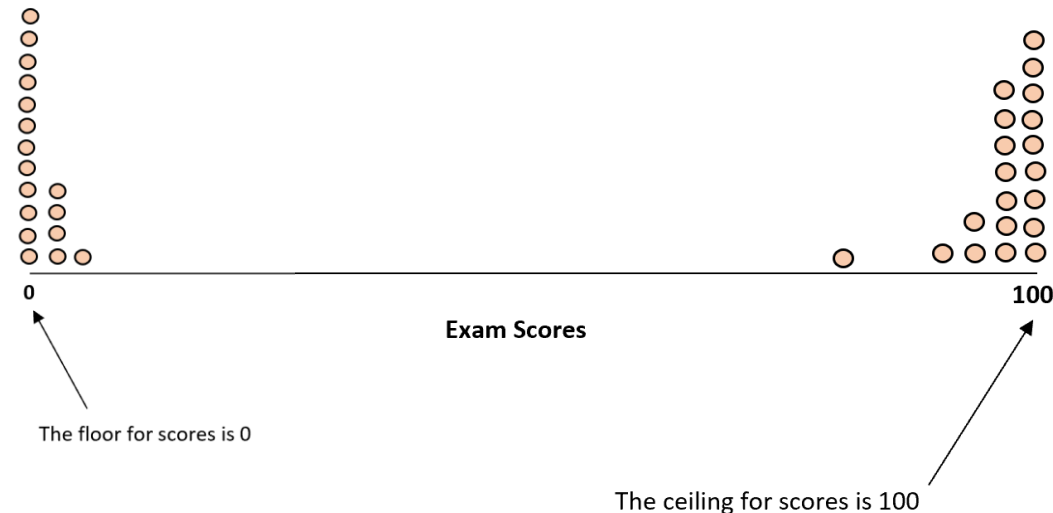 0
100
Exam Scores
The floor for scores is 0
The ceiling for scores is 100